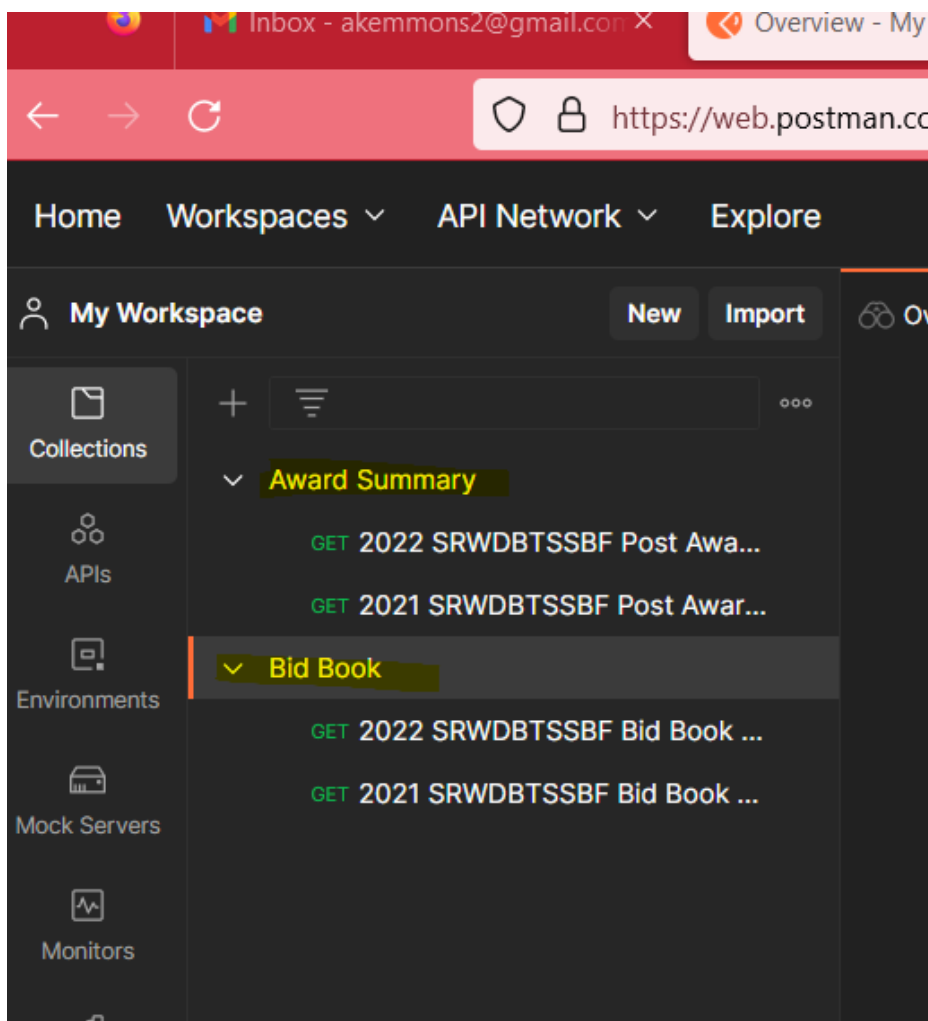 Inbox - akemmons2@gmail.com
Overview - My
https://web.postman.co
Home Workspaces API Network Explore
My Workspace New Import Ov
Collections
Award Summary
GET 2022 SRWDBTSSBF Post Awa...
APIs
GET 2021 SRWDBTSSBF Post Awar...
Bid Book
Environments
GET 2022 SRWDBTSSBF Bid Book ...
GET 2021 SRWDBTSSBF Bid Book ...
Mock Servers
Monitors